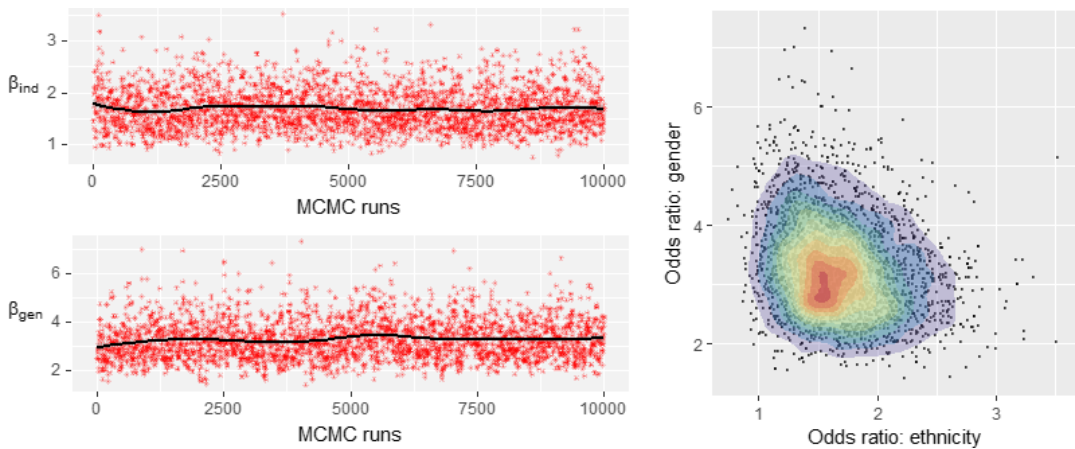 3
β_ind 2
1
0 2500 5000 7500 10000
MCMC runs
6
β_gen 4
2
0 2500 5000 7500 10000
MCMC runs
Odds ratio: gender
6
4
2
1 2 3
Odds ratio: ethnicity